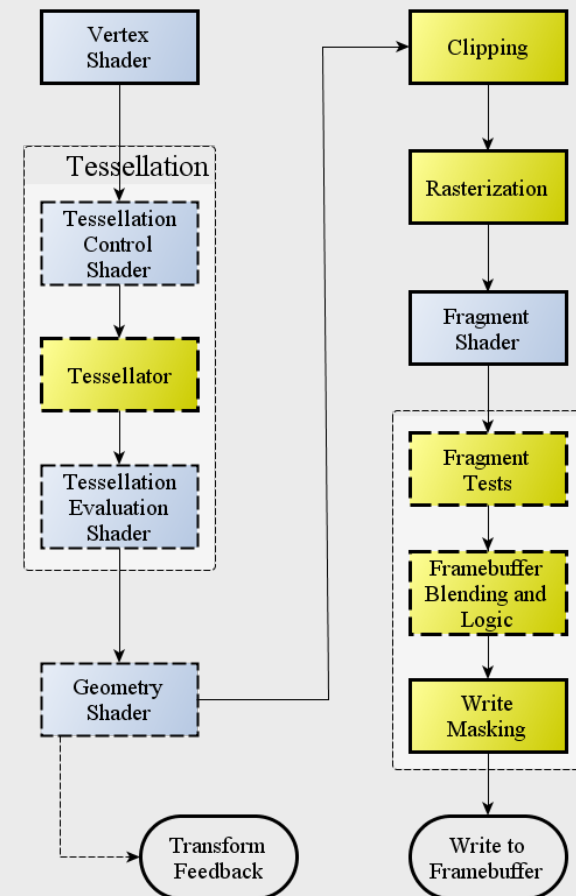 Vertex
Shader
Tessellation
Tessellation
Control
Shader
Tessellator
Tessellation
Evaluation
Shader
Geometry
Shader
Transform
Feedback
Clipping
Rasterization
Fragment
Shader
Fragment
Tests
Framebuffer
Blending and
Logic
Write
Masking
Write to
Framebuffer